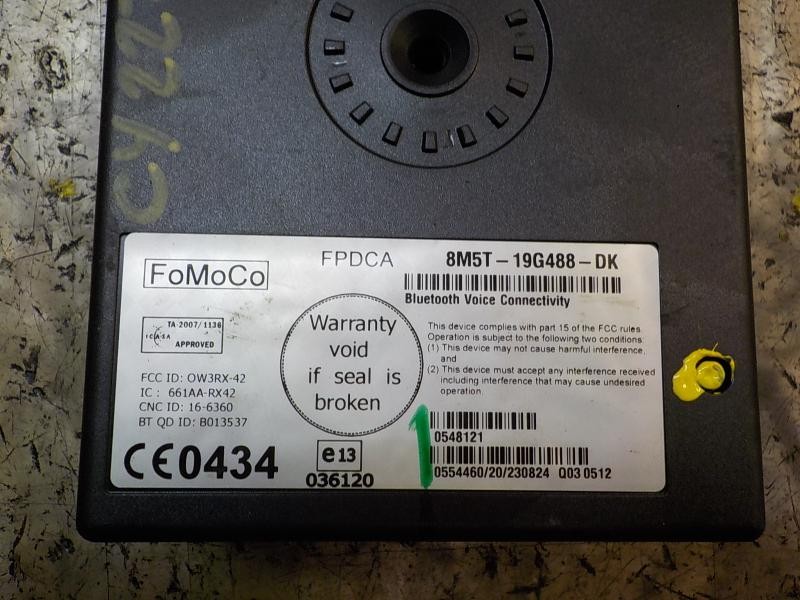 CY22
FoMoCo
FPDCA
8M5T-19G488-DK
Bluetooth Voice Connectivity
TA-2007/1136
ICASA
APPROVED
Warranty
void
if seal is
broken
This device complies with part 15 of the FCC rules.
Operation is subject to the following two conditions
(1) This device may not cause harmful interference,
and
(2) This device must accept any interference received
including interference that may cause undesired
operation.
FCC ID: OW3RX-42
IC : 661AA-RX42
CNC ID: 16-6360
BT QD ID: B013537
CE0434
e13
036120
0548121
0554460/20/230824 Q03 0512